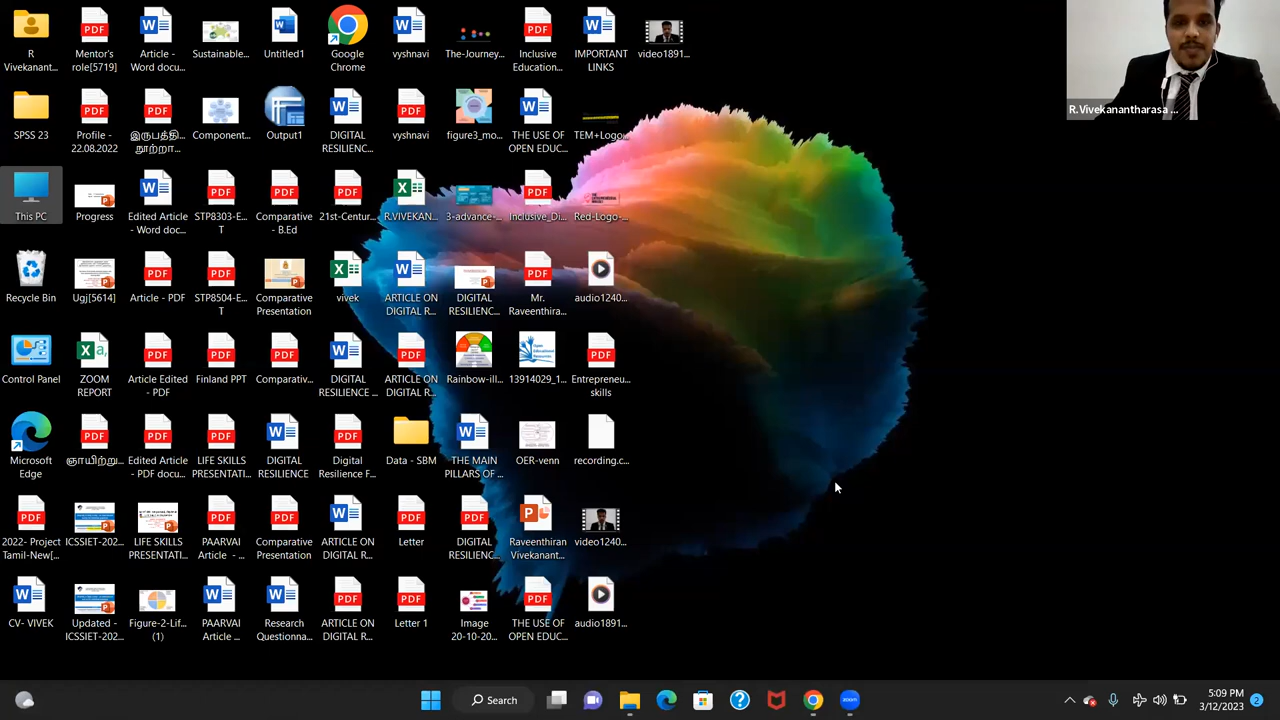 R
Vivekanant...
SPSS 23
This PC
Recycle Bin
Control Panel
Microsoft
Edge
2022- Project
Tamil-New[...
CV- VIVEK
Mentor's
role[5719]
Profile -
22.08.2022
Progress
Ugj[5614]
ZOOM
REPORT
ஞாயிற்று...
ICSSIET-202...
Updated -
ICSSIET-202...
Article -
Word docu...
இருபத்தி...
நூற்றா...
Edited Article
- Word doc...
Article - PDF
Article Edited
- PDF
Edited Article
- PDF docu...
LIFE SKILLS
PRESENTATI...
Figure-2-Lif...
(1)
Sustainable...
Component...
STP8303-E...
T
STP8504-E...
T
Finland PPT
LIFE SKILLS
PRESENTATI...
PAARVAI
Article - ...
PAARVAI
Article ...
Untitled1
Output1
Comparative
- B.Ed
Comparative
Presentation
Comparativ...
DIGITAL
RESILIENCE
Comparative
Presentation
Research
Questionna...
Google
Chrome
DIGITAL
RESILIENC...
21st-Centur...
vivek
DIGITAL
RESILIENCE ...
Digital
Resilience F...
ARTICLE ON
DIGITAL R...
ARTICLE ON
DIGITAL R...
vyshnavi
vyshnavi
R.VIVEKAN...
ARTICLE ON
DIGITAL R...
ARTICLE ON
DIGITAL R...
Data - SBM
Letter
Letter 1
The-Journey...
figure3_mo...
3-advance-...
DIGITAL
RESILIENC...
Rainbow-ill...
THE MAIN
PILLARS OF ...
DIGITAL
RESILIENC...
Image
20-10-20...
Inclusive
Education...
THE USE OF
OPEN EDUC...
Inclusive_Di...
Mr.
Raveenthira...
13914029_1...
OER-venn
Raveenthiran
Vivekanant...
THE USE OF
OPEN EDUC...
IMPORTANT
LINKS
TEM+Logo...
Red-Logo-...
audio1240...
Entrepreneu...
skills
recording.c...
video1240...
audio1891...
video1891...
R.Vivekanantharasa ...
Search
5:09 PM
3/12/2023
2